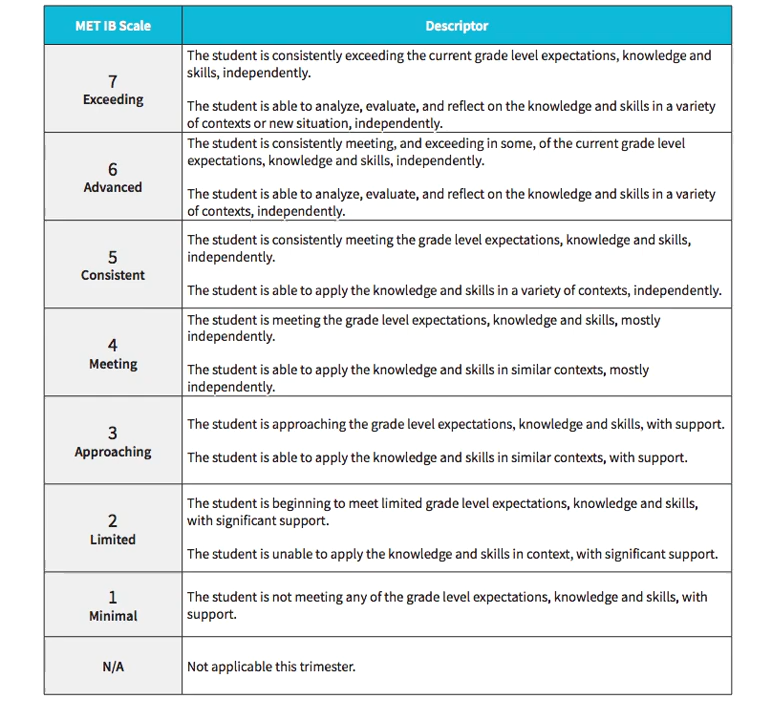 MET IB Scale
Descriptor
7
Exceeding
The student is consistently exceeding the current grade level expectations, knowledge and
skills, independently.
The student is able to analyze, evaluate, and reflect on the knowledge and skills in a variety
of contexts or new situation, independently.
6
Advanced
The student is consistently meeting, and exceeding in some, of the current grade level
expectations, knowledge and skills, independently.
The student is able to analyze, evaluate, and reflect on the knowledge and skills in a variety
of contexts, independently.
5
Consistent
The student is consistently meeting the grade level expectations, knowledge and skills,
independently.
The student is able to apply the knowledge and skills in a variety of contexts, independently.
4
Meeting
The student is meeting the grade level expectations, knowledge and skills, mostly
independently.
The student is able to apply the knowledge and skills in similar contexts, mostly
independently.
3
Approaching
The student is approaching the grade level expectations, knowledge and skills, with support.
The student is able to apply the knowledge and skills in similar contexts, with support.
2
Limited
The student is beginning to meet limited grade level expectations, knowledge and skills,
with significant support.
The student is unable to apply the knowledge and skills in context, with significant support.
1
Minimal
The student is not meeting any of the grade level expectations, knowledge and skills, with
support.
N/A
Not applicable this trimester.